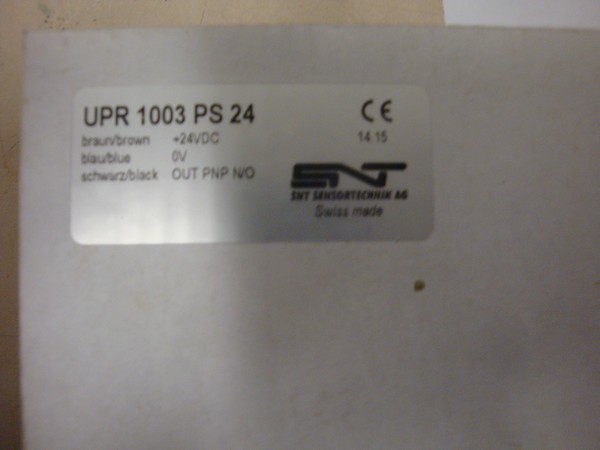 UPR 1003 PS 24
CE
braun/brown +24VDC
14.15
blau/blue 0V
schwarz/black OUT PNP N/O
SNT
SNT SENSORTECHNIK AG
Swiss made